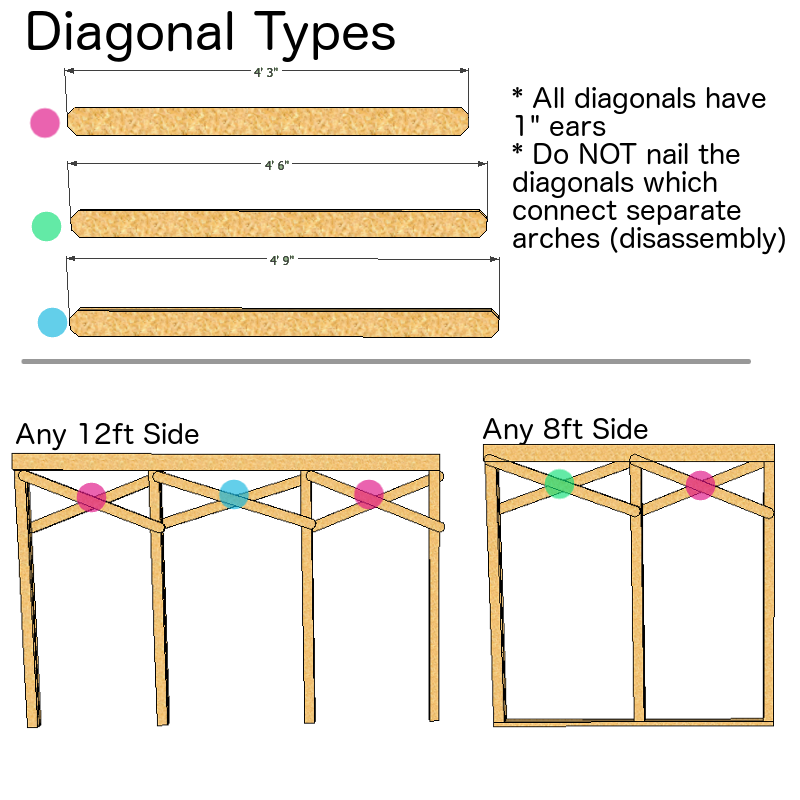 Diagonal Types
4' 3"
4' 6"
4' 9"
* All diagonals have
1" ears
* Do NOT nail the
diagonals which
connect separate
arches (disassembly)
Any 12ft Side
Any 8ft Side